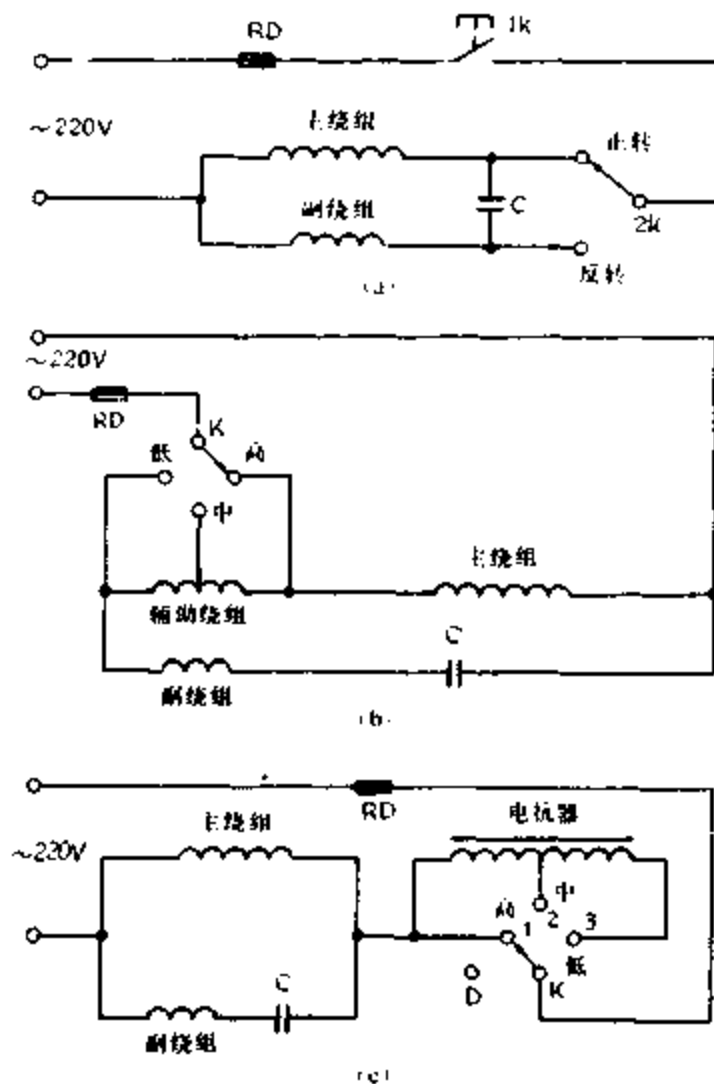 RD
1k
～220V
主绕组
正转
C
副绕组
2k
反转
(a)
～220V
RD
K
低
高
中
主绕组
辅助绕组
C
副绕组
(b)
RD
主绕组
电抗器
～220V
中
高
1
2
3
低
C
D
K
副绕组
(c)